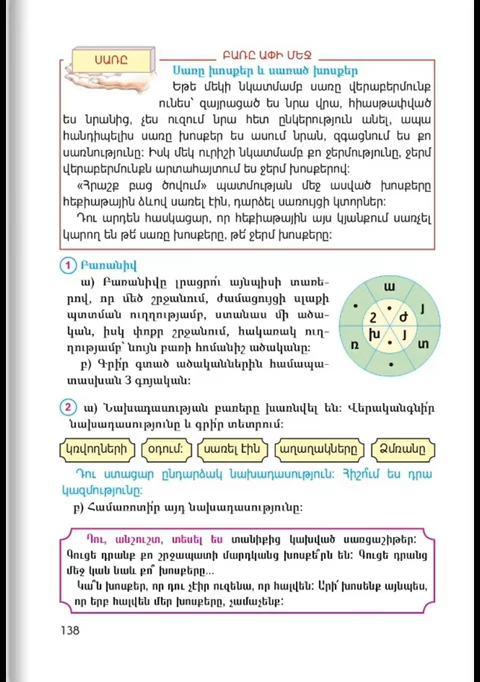 ՍԱՌԸ
ԲԱՌԸ ԱՓԻ ՄԵՋ
Սառը խոսքեր և սառած խոսքեր
Եթե մեկի նկատմամբ սառը վերաբերմունք
ունես՝ զայրացած ես նրա վրա, հիասթափված
ես նրանից, չես ուզում նրա հետ ընկերություն անել, ապա
հանդիպելիս սառը խոսքեր ես ասում նրան, զգացնում ես քո
սառնությունը։ Իսկ մեկ ուրիշի նկատմամբ քո ջերմությունը, ջերմ
վերաբերմունքն արտահայտում ես ջերմ խոսքերով։
«Հրաշք բաց ծովում» պատմության մեջ ասված խոսքերը
հեքիաթային ձևով սառել էին, դարձել սառույցի կտորներ։
Դու արդեն հասկացար, որ հեքիաթային այս կյանքում սառչել
կարող են թե՛ սառը խոսքերը, թե՛ ջերմ խոսքերը։
1 Բառանիվ
ա) Բառանիվը լրացրո՛ւ այնպիսի տառե-
րով, որ մեծ շրջանում, ժամացույցի սլաքի
պտտման ուղղությամբ, ստանաս մի ածա-
կան, իսկ փոքր շրջանում, հակառակ ուղ-
ղությամբ՝ նույն բառի հոմանիշ ածականը։
բ) Գրի՛ր գտած ածականներին համապա-
տասխան 3 գոյական։
ա
• յ
շ ժ
խ յ
ռ տ
•
•
2 ա) Նախադասության բառերը խառնվել են։ Վերականգնի՛ր
նախադասությունը և գրի՛ր տետրում։
կռվողների օդում։ սառել էին աղաղակները Ձմռանը
Դու ստացար ընդարձակ նախադասություն։ Հիշո՞ւմ ես դրա
կազմությունը։
բ) Համառոտի՛ր այդ նախադասությունը։
Դու, անշուշտ, տեսել ես տանիքից կախված սառցաշիթեր։
Գուցե դրանք քո շրջապատի մարդկանց խոսքե՞րն են։ Գուցե դրանց
մեջ կան նաև քո՞ խոսքերը...
Կա՞ն խոսքեր, որ դու չէիր ուզենա, որ հալվեն։ Արի՛ խոսենք այնպես,
որ երբ հալվեն մեր խոսքերը, չամաչենք։
138